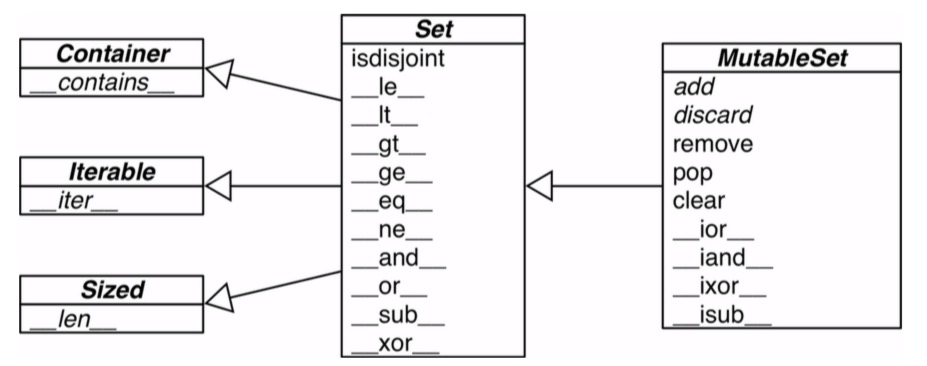 Container
__contains__
Iterable
__iter__
Sized
__len__
Set
isdisjoint
__le__
__lt__
__gt__
__ge__
__eq__
__ne__
__and__
__or__
__sub__
__xor__
MutableSet
add
discard
remove
pop
clear
__ior__
__iand__
__ixor__
__isub__